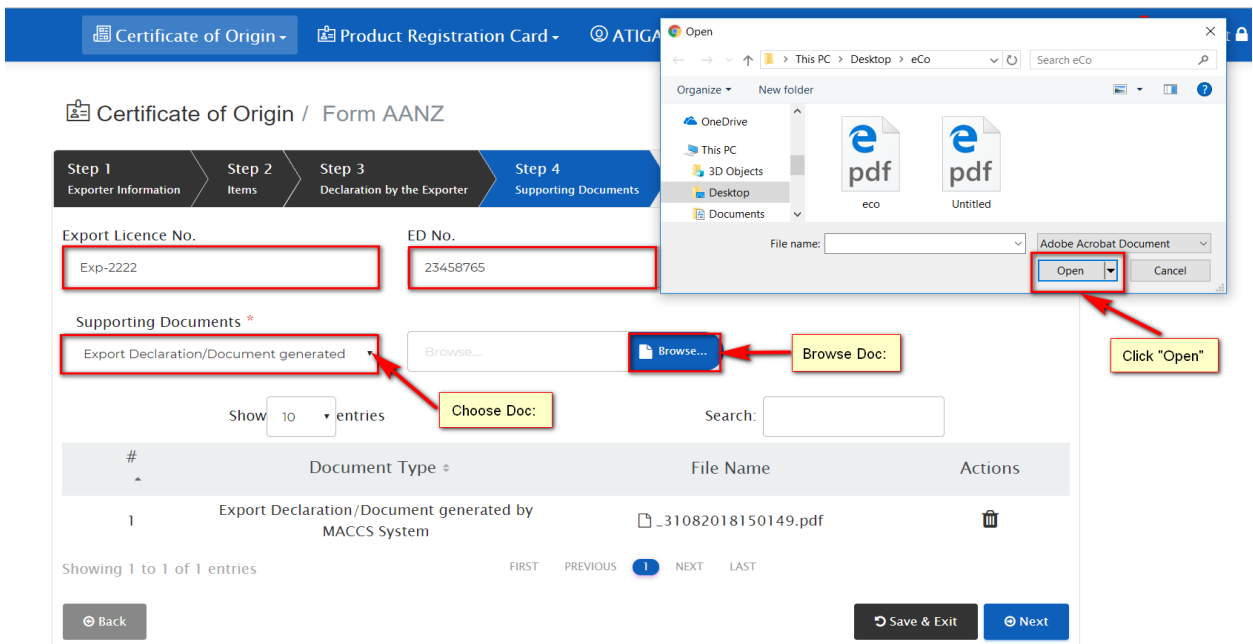 Certificate of Origin
Product Registration Card
ATIGA
t
Open
This PC > Desktop > eCo
Search eCo
Organize
New folder
OneDrive
This PC
3D Objects
Desktop
Documents
pdf
eco
pdf
Untitled
File name:
Adobe Acrobat Document
Open
Cancel
Certificate of Origin / Form AANZ
Step 1
Exporter Information
Step 2
Items
Step 3
Declaration by the Exporter
Step 4
Supporting Documents
Export Licence No.
ED No.
Exp-2222
23458765
Supporting Documents *
Export Declaration/Document generated
Browse...
Browse...
Browse Doc:
Click "Open"
Choose Doc:
Show 10 entries
Search:
#
Document Type
File Name
Actions
1
Export Declaration/Document generated by
MACCS System
_31082018150149.pdf
Showing 1 to 1 of 1 entries
FIRST PREVIOUS 1 NEXT LAST
Back
Save & Exit
Next